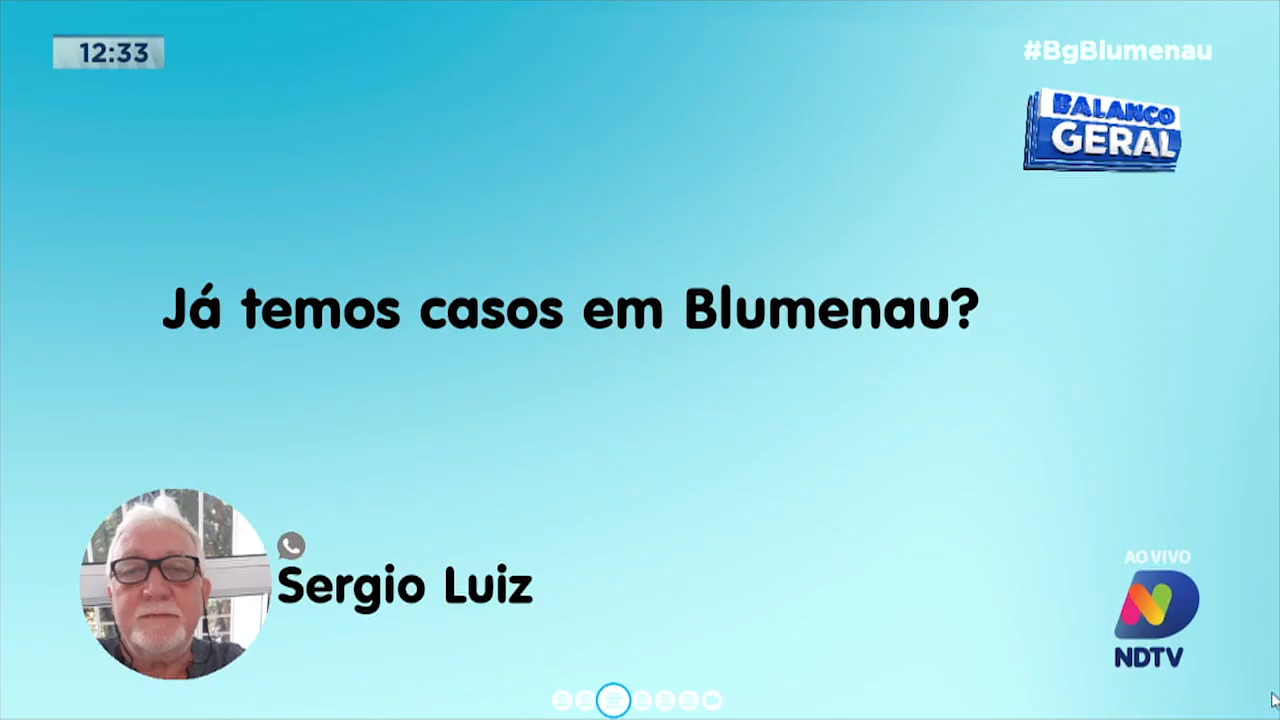 12:33
#BgBlumenau
BALANÇO
GERAL
Já temos casos em Blumenau?
Sergio Luiz
AO VIVO
NDTV